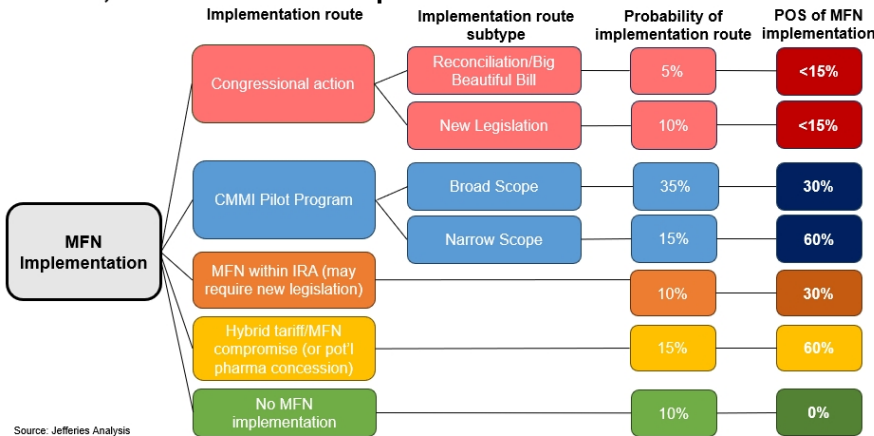 Implementation route
Implementation route
subtype
Probability of
implementation route
POS of MFN
implementation
Congressional action
Reconciliation/Big
Beautiful Bill
5%
<15%
New Legislation
10%
<15%
CMMI Pilot Program
Broad Scope
35%
30%
Narrow Scope
15%
60%
MFN
Implementation
MFN within IRA (may
require new legislation)
10%
30%
Hybrid tariff/MFN
compromise (or pot'l
pharma concession)
15%
60%
No MFN
implementation
10%
0%
Source: Jefferies Analysis